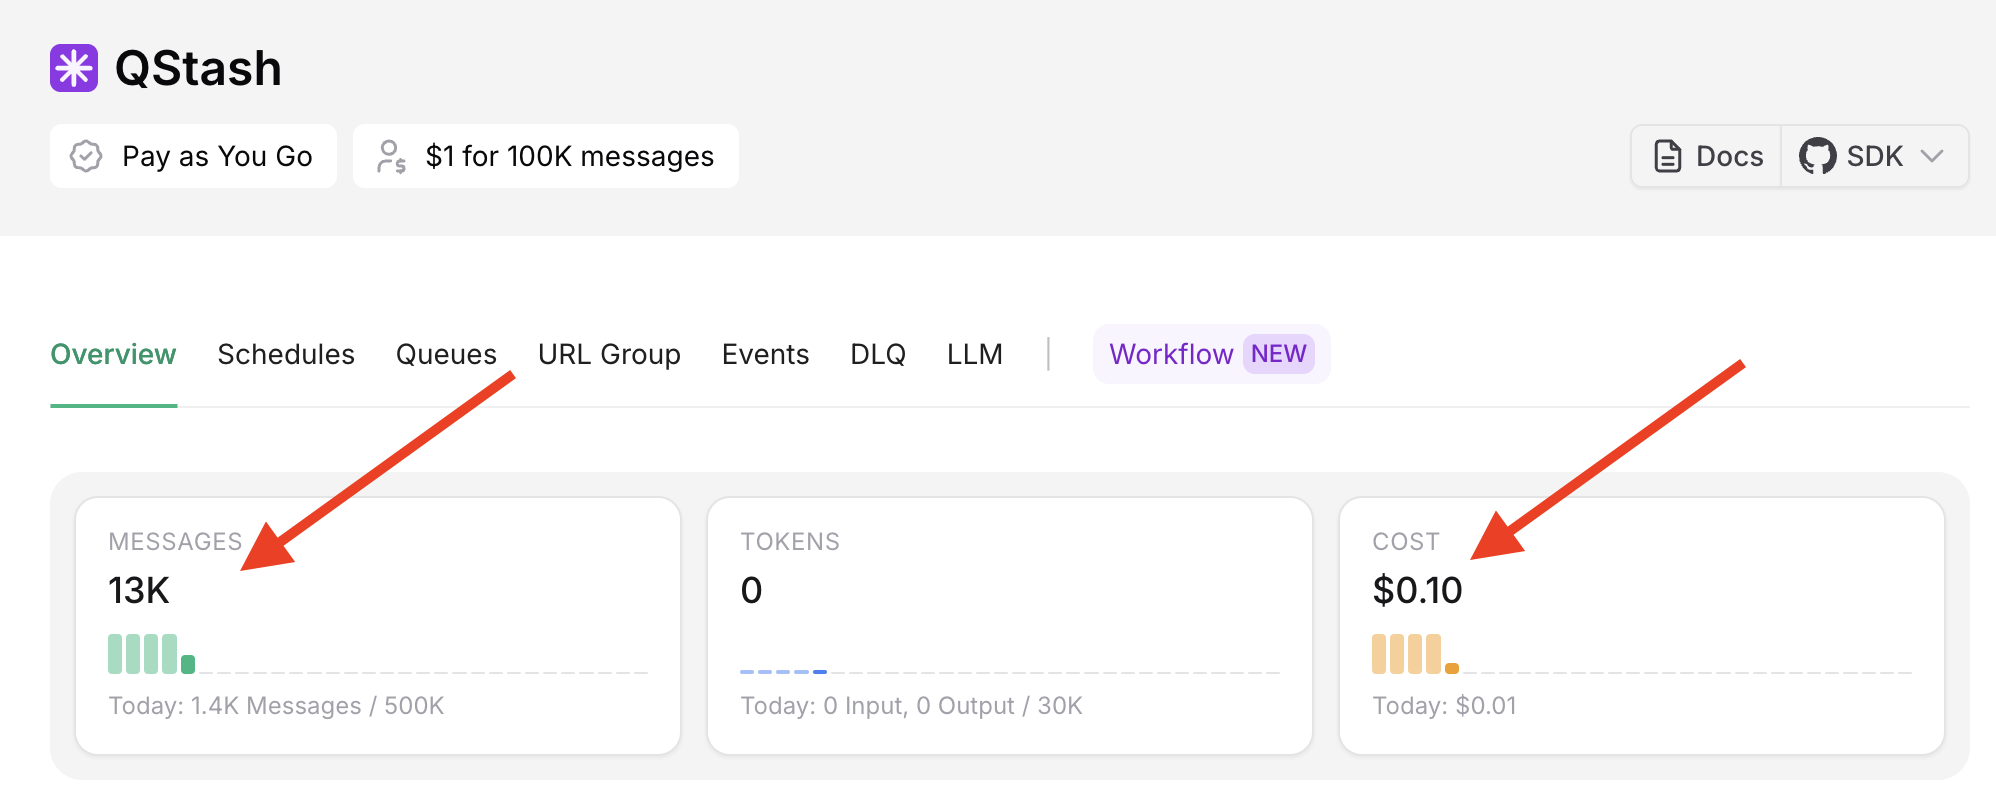 QStash
Pay as You Go
$1 for 100K messages
Docs
SDK
Overview
Schedules
Queues
URL Group
Events
DLQ
LLM
Workflow NEW
MESSAGES
13K
Today: 1.4K Messages / 500K
TOKENS
0
Today: 0 Input, 0 Output / 30K
COST
$0.10
Today: $0.01